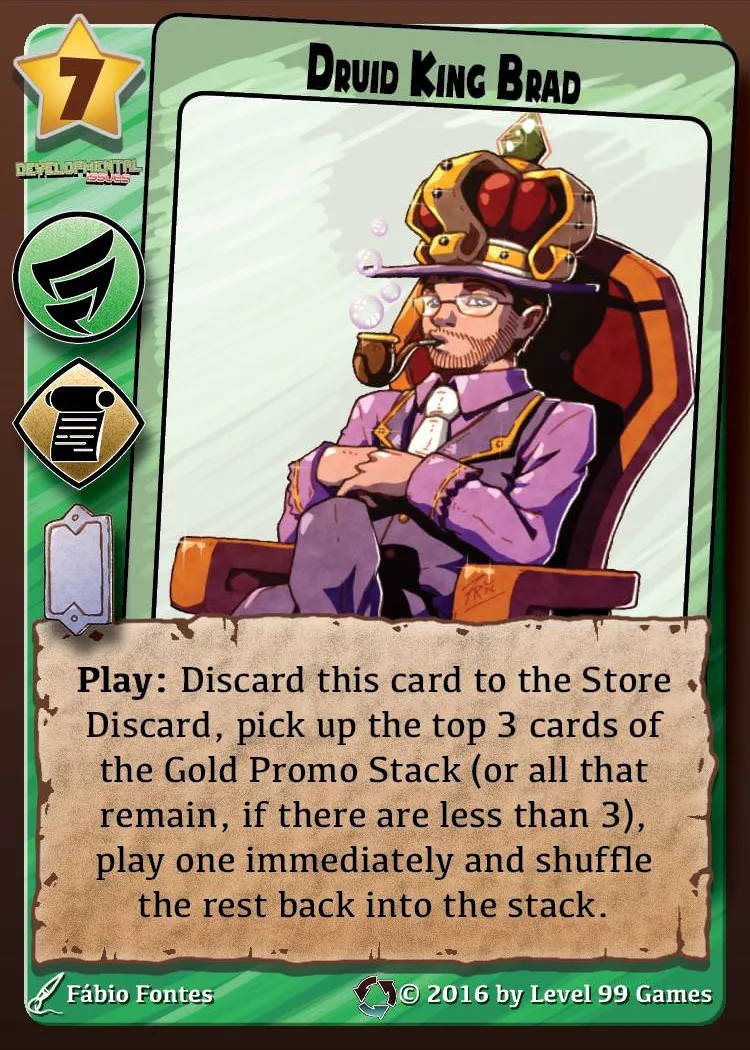 Druid King Brad
7
DEVELOPMENTAL
ISSUES
Play: Discard this card to the Store
Discard, pick up the top 3 cards of
the Gold Promo Stack (or all that
remain, if there are less than 3),
play one immediately and shuffle
the rest back into the stack.
Fábio Fontes
© 2016 by Level 99 Games